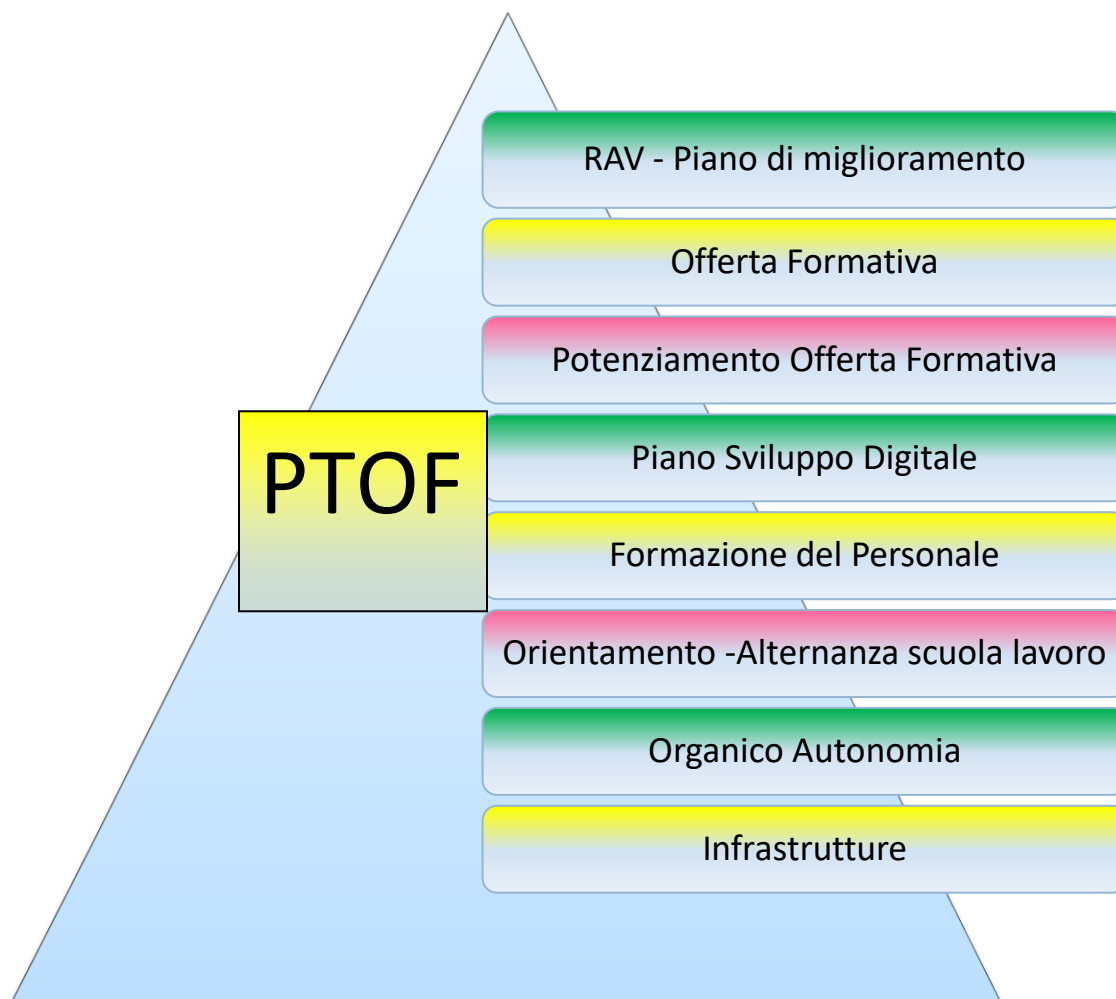 RAV - Piano di miglioramento
Offerta Formativa
Potenziamento Offerta Formativa
PTOF
Piano Sviluppo Digitale
Formazione del Personale
Orientamento -Alternanza scuola lavoro
Organico Autonomia
Infrastrutture